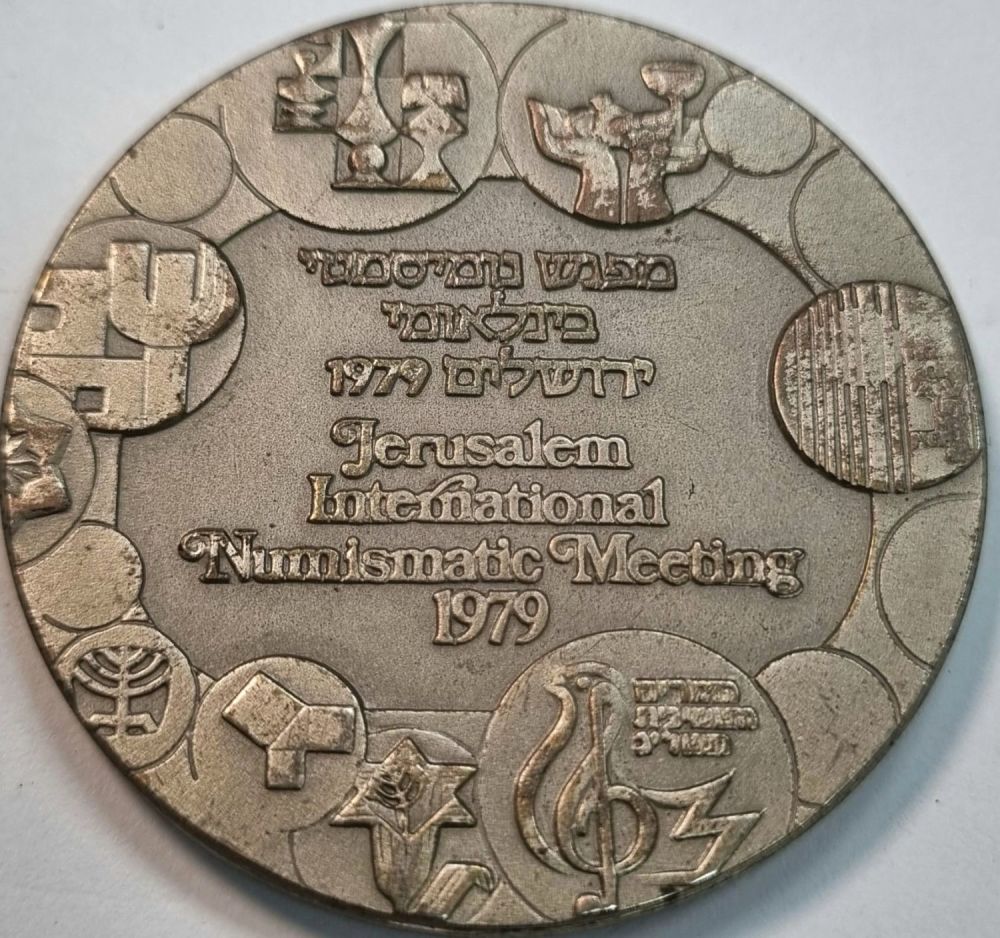 מפגש נומיסמטי
בינלאומי
ירושלים 1979
Jerusalem
International
Numismatic Meeting
1979